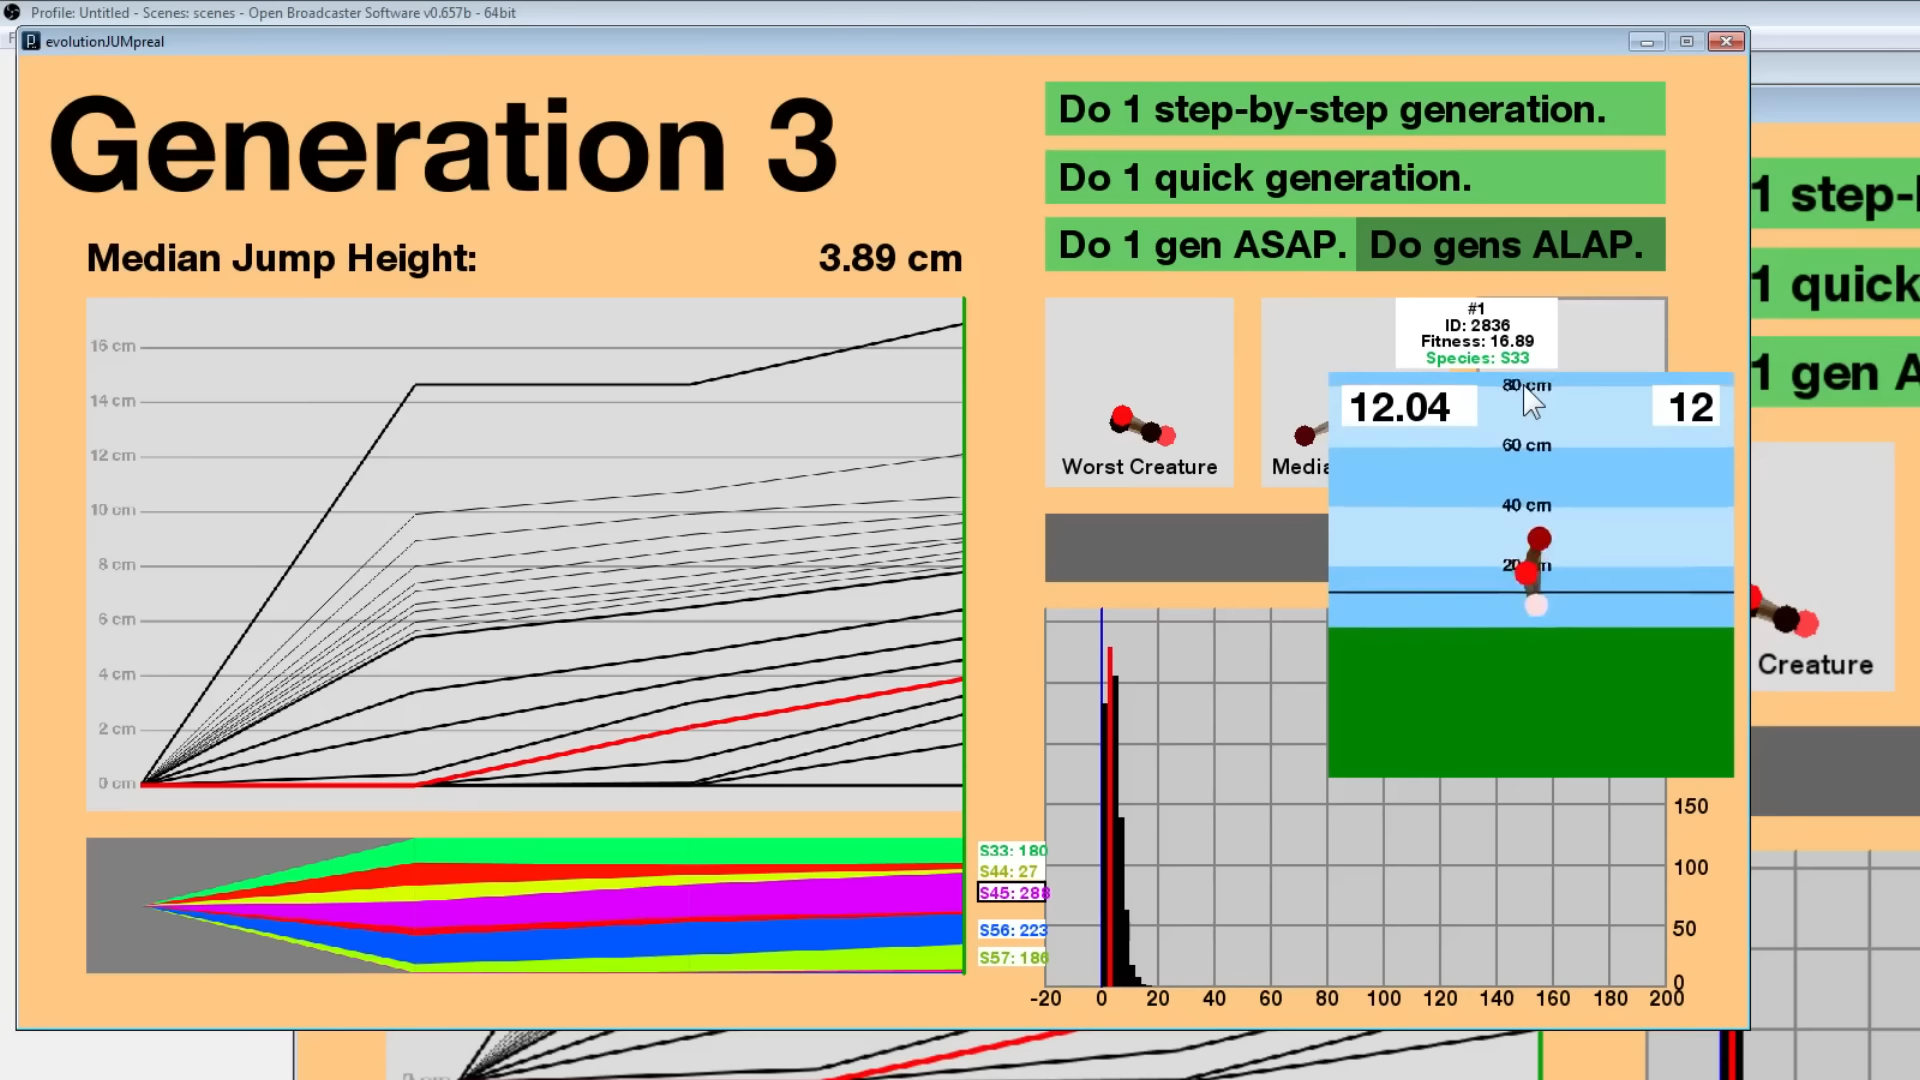 Profile: Untitled - Scenes: scenes - Open Broadcaster Software v0.657b - 64bit
evolutionJUMpreal
Generation 3
Do 1 step-by-step generation.
Do 1 quick generation.
Do 1 gen ASAP. Do gens ALAP.
Median Jump Height: 3.89 cm
16 cm
14 cm
12 cm
10 cm
8 cm
6 cm
4 cm
2 cm
0 cm
#1
ID: 2836
Fitness: 16.89
Species: S33
Worst Creature
Media
12.04
12
80 cm
60 cm
40 cm
20 cm
S33: 180
S44: 27
S45: 288
S56: 223
S57: 186
150
100
50
0
-20 0 20 40 60 80 100 120 140 160 180 200
1 step-
1 quick
1 gen A
Creature